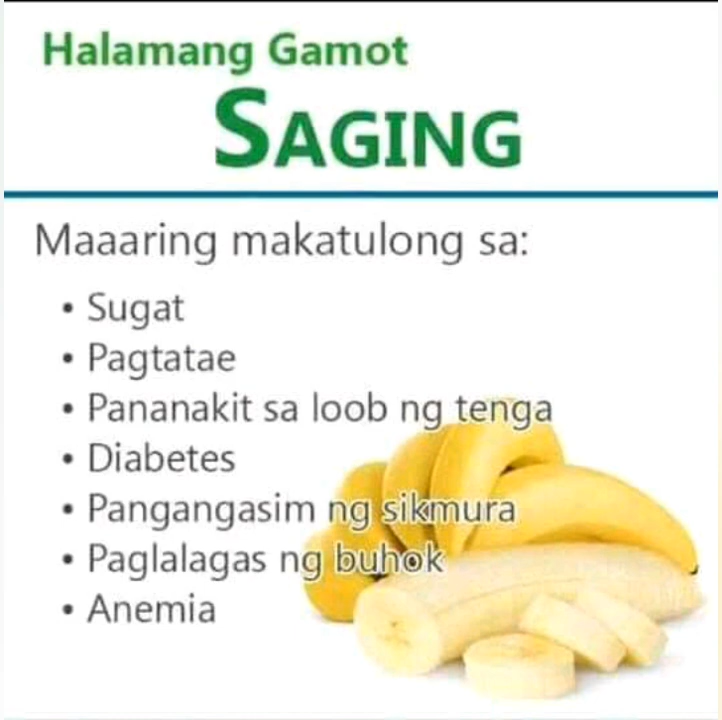 Halamang Gamot
SAGING
Maaaring makatulong sa:
• Sugat
• Pagtatae
• Pananakit sa loob ng tenga
• Diabetes
• Pangangasim ng sikmura
• Paglalagas ng buhok
• Anemia